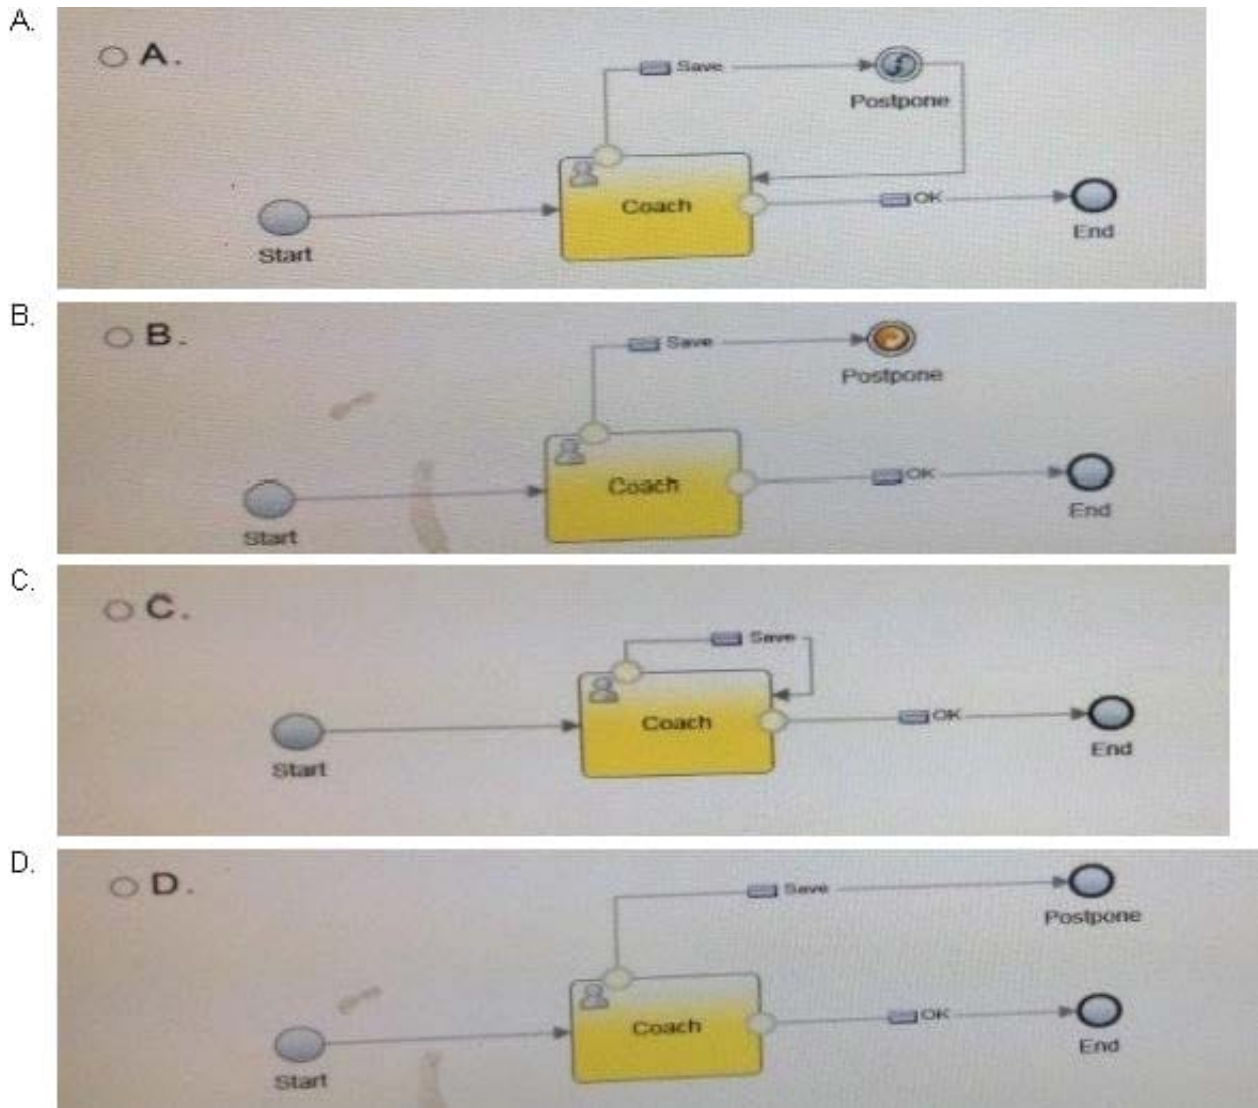 A.
A.
Save
Postpone
Coach
OK
Start
End
B.
B.
Save
Postpone
Coach
OK
Start
End
C.
C.
Save
Coach
OK
Start
End
D.
D.
Save
Postpone
Coach
OK
Start
End